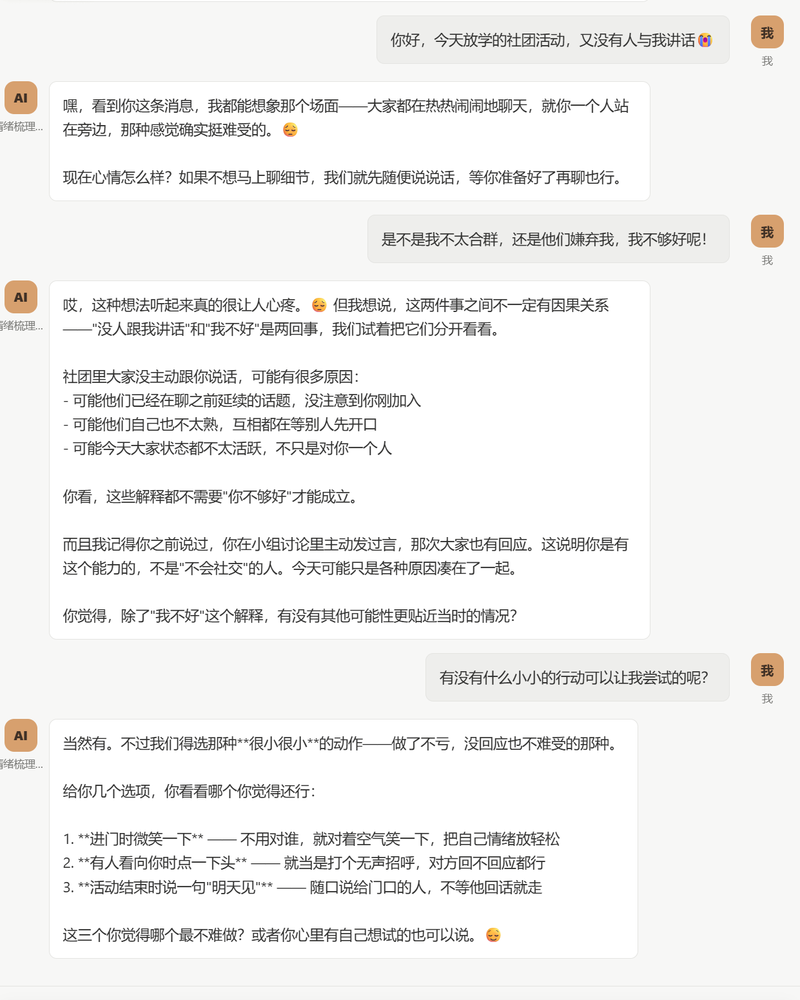 你好，今天放学的社团活动，又没有人与我讲话😭
我
我
AI
嘿，看到你这条消息，我都能想象那个场面——大家都在热热闹闹地聊天，就你一个人站
在旁边，那种感觉确实挺难受的。😔
绪梳理...
现在心情怎么样？如果不想马上聊细节，我们就先随便说说话，等你准备好了再聊也行。
是不是我不太合群，还是他们嫌弃我，我不够好呢！
我
我
AI
哎，这种想法听起来真的很让人心疼。😔 但我想说，这两件事之间不一定有因果关系
——"没人跟我讲话"和"我不好"是两回事，我们试着把它们分开看看。
绪梳理...
社团里大家没主动跟你说话，可能有很多原因：
- 可能他们已经在聊之前延续的话题，没注意到你刚加入
- 可能他们自己也不太熟，互相都在等别人先开口
- 可能今天大家状态都不太活跃，不只是对你一个人
你看，这些解释都不需要"你不够好"才能成立。
而且我记得你之前说过，你在小组讨论里主动发过言，那次大家也有回应。这说明你是有
这个能力的，不是"不会社交"的人。今天可能只是各种原因凑在了一起。
你觉得，除了"我不好"这个解释，有没有其他可能性更贴近当时的情况？
有没有什么小小的行动可以让我尝试的呢？
我
我
AI
当然有。不过我们得选那种**很小很小**的动作——做了不亏，没回应也不难受的那种。
绪梳理...
给你几个选项，你看看哪个你觉得还行：
1. **进门时微笑一下** —— 不用对谁，就对着空气笑一下，把自己情绪放轻松
2. **有人看向你时点一下头** —— 就当是打个无声招呼，对方回不回应都行
3. **活动结束时说一句"明天见"** —— 随口说给门口的人，不等他回话就走
这三个你觉得哪个最不难做？或者你心里有自己想试的也可以说。😌